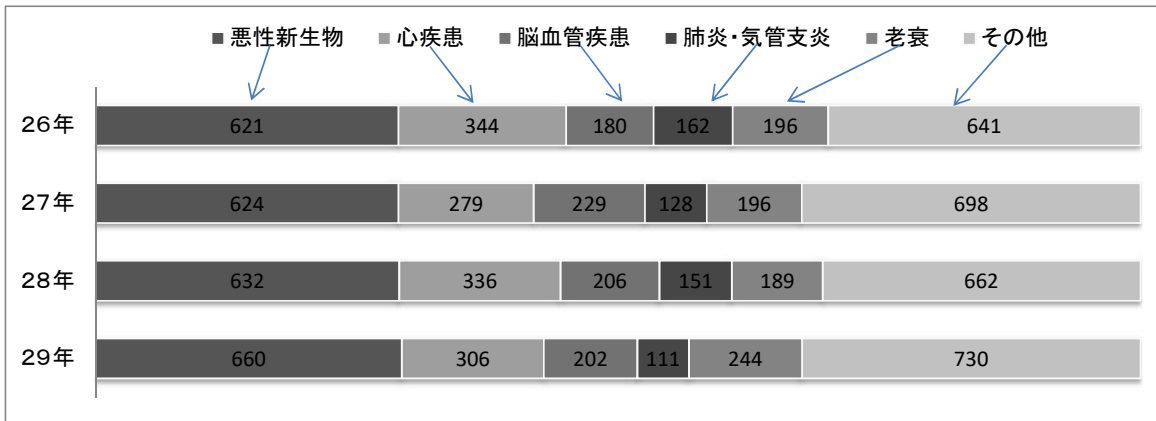 ■悪性新生物 ■心疾患 ■脳血管疾患 ■肺炎・気管支炎 ■老衰 ■その他
26年 621 344 180 162 196 641
27年 624 279 229 128 196 698
28年 632 336 206 151 189 662
29年 660 306 202 111 244 730